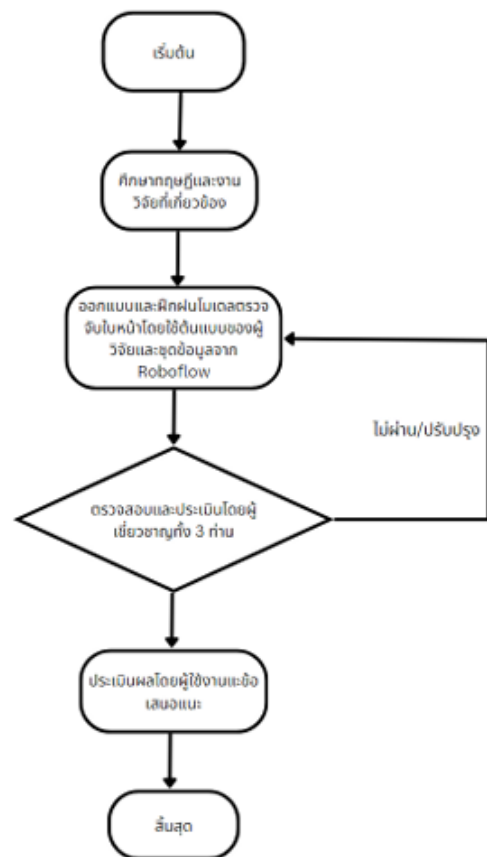 เริ่มต้น
ศึกษาทฤษฎีและงาน
วิจัยที่เกี่ยวข้อง
ออกแบบและฝึกฝนโมเดลตรวจ
จับใบหน้าโดยใช้ต้นแบบของผู้
วิจัยและชุดข้อมูลจาก
Roboflow
ไม่ผ่าน/ปรับปรุง
ตรวจสอบและประเมินโดยผู้
เชี่ยวชาญทั้ง 3 ท่าน
ประเมินผลโดยผู้ใช้งานแะข้อ
เสนอแนะ
สิ้นสุด